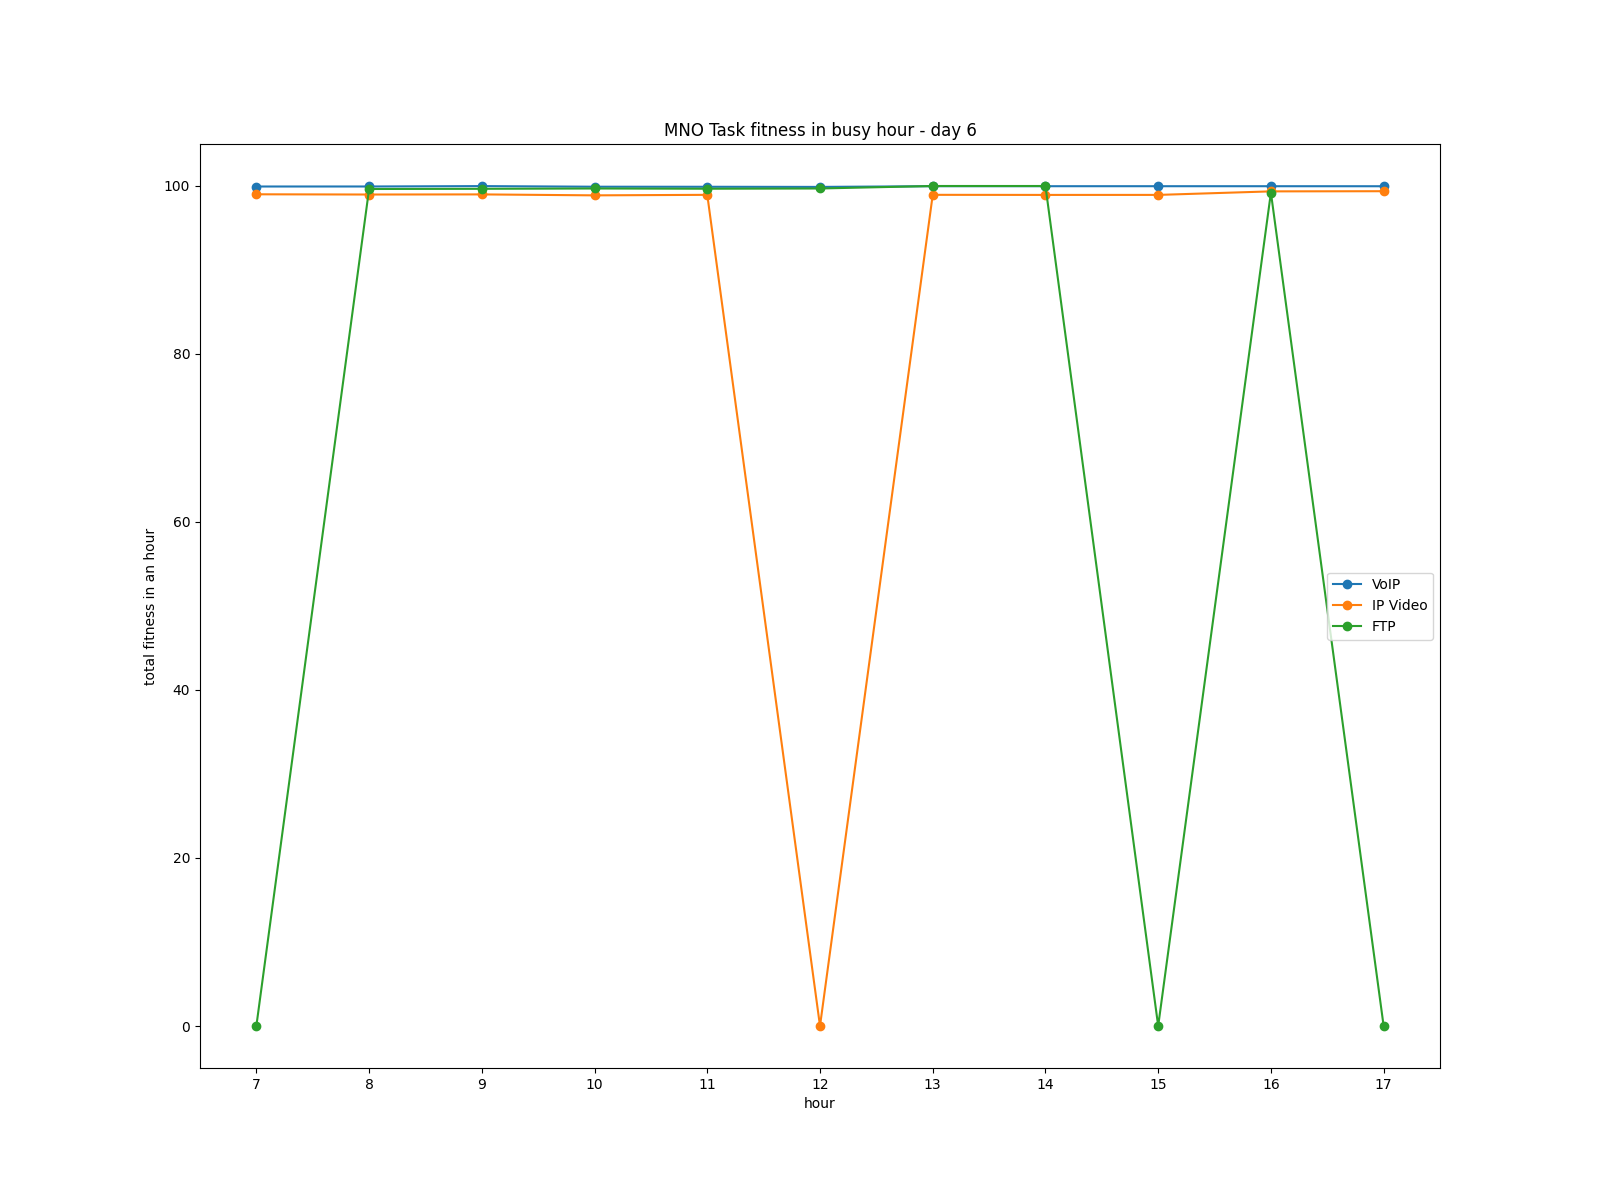 MNO Task fitness in busy hour - day 6
100
80
60
40
20
0
total fitness in an hour
VoIP
IP Video
FTP
7 8 9 10 11 12 13 14 15 16 17
hour